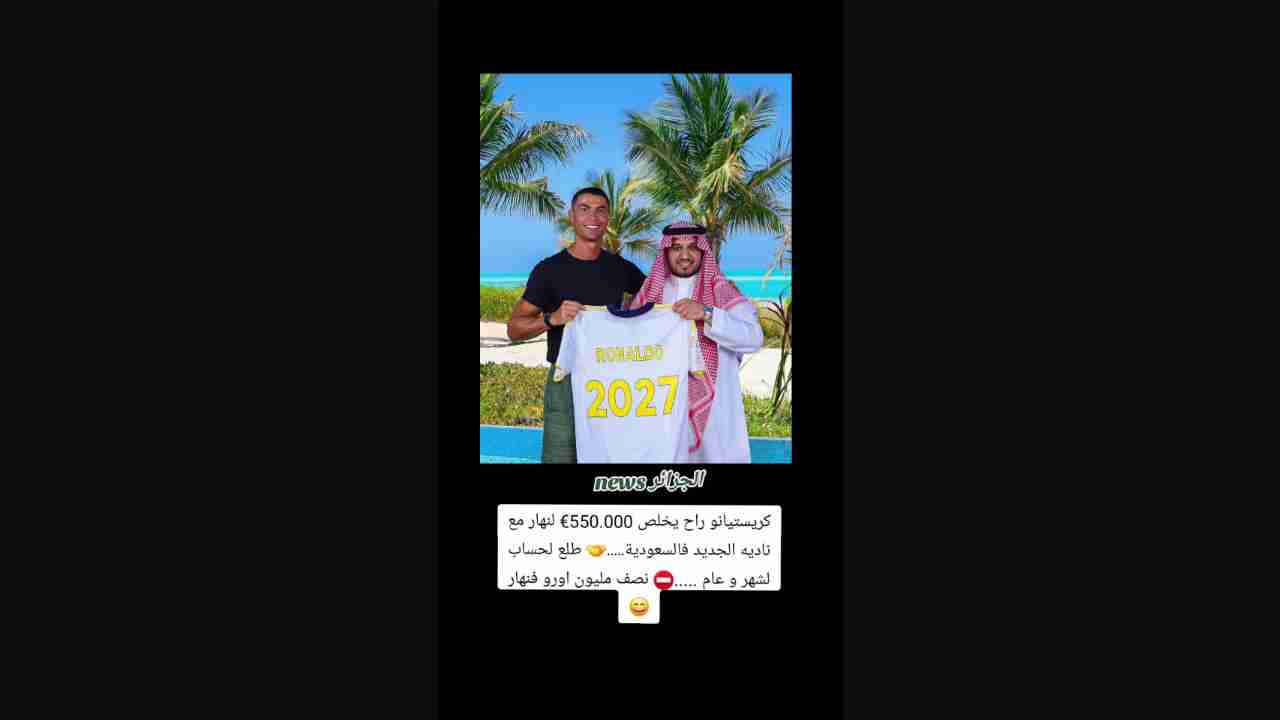 RONALDO
2027
الجزائر news
كريستيانو راح يخلص 550.000€ لنهار مع
ناديه الجديد فالسعودية.....🤝 طلع لحساب
لشهر و عام .....⛔ نصف مليون اورو فنهار
😄